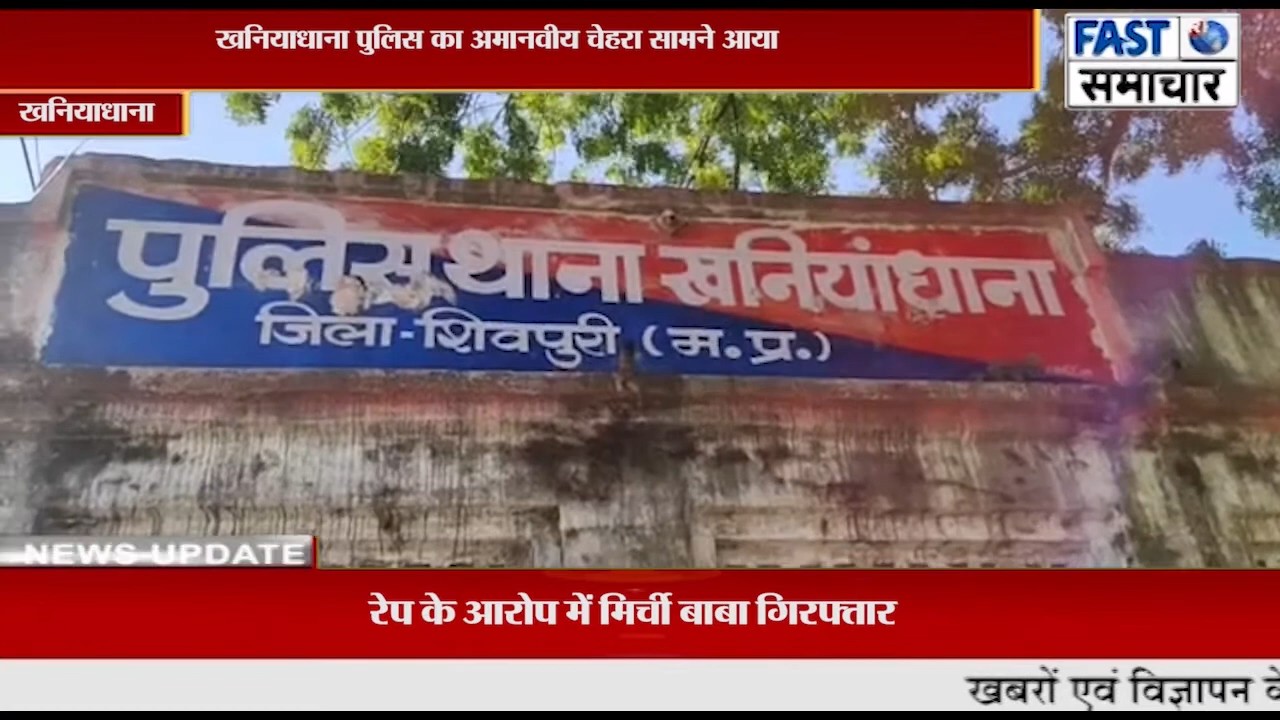 खनियाधाना पुलिस का अमानवीय चेहरा सामने आया
FAST
समाचार
खनियाधाना
पुलिस थाना खनियांधाना
जिला-शिवपुरी (म.प्र.)
NEWS UPDATE
रेप के आरोप में मिर्ची बाबा गिरफ्तार
खबरों एवं विज्ञापन के